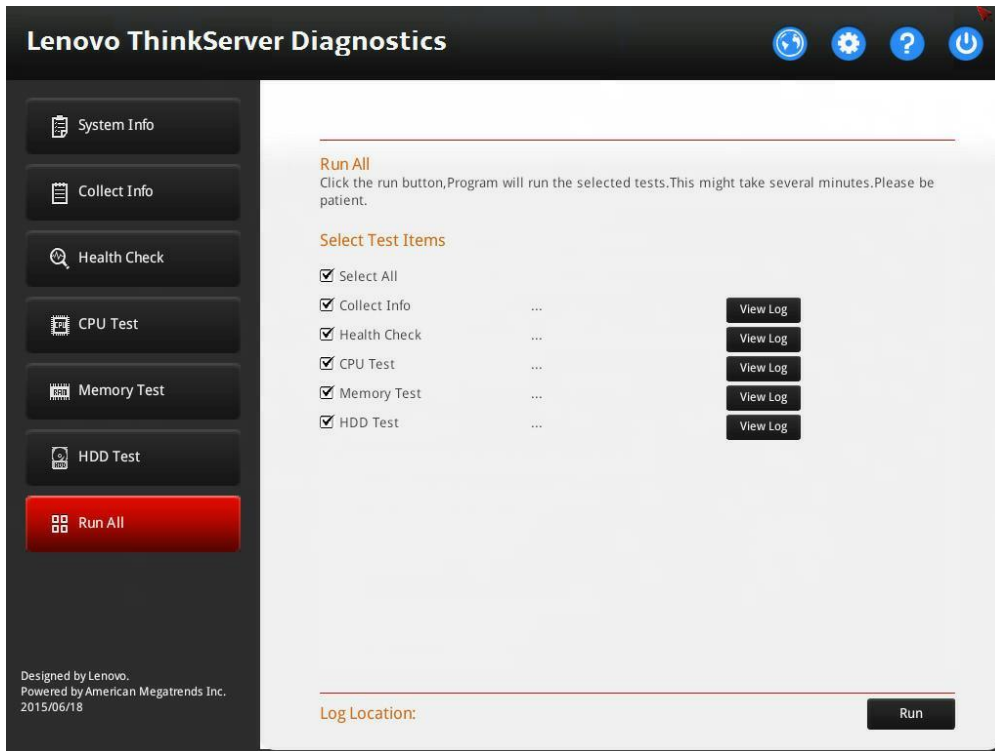 Lenovo ThinkServer Diagnostics
System Info
Collect Info
Health Check
CPU Test
Memory Test
HDD Test
Run All
Designed by Lenovo.
Powered by American Megatrends Inc.
2015/06/18
Run All
Click the run button,Program will run the selected tests.This might take several minutes.Please be
patient.
Select Test Items
Select All
Collect Info ... View Log
Health Check ... View Log
CPU Test ... View Log
Memory Test ... View Log
HDD Test ... View Log
Log Location:
Run